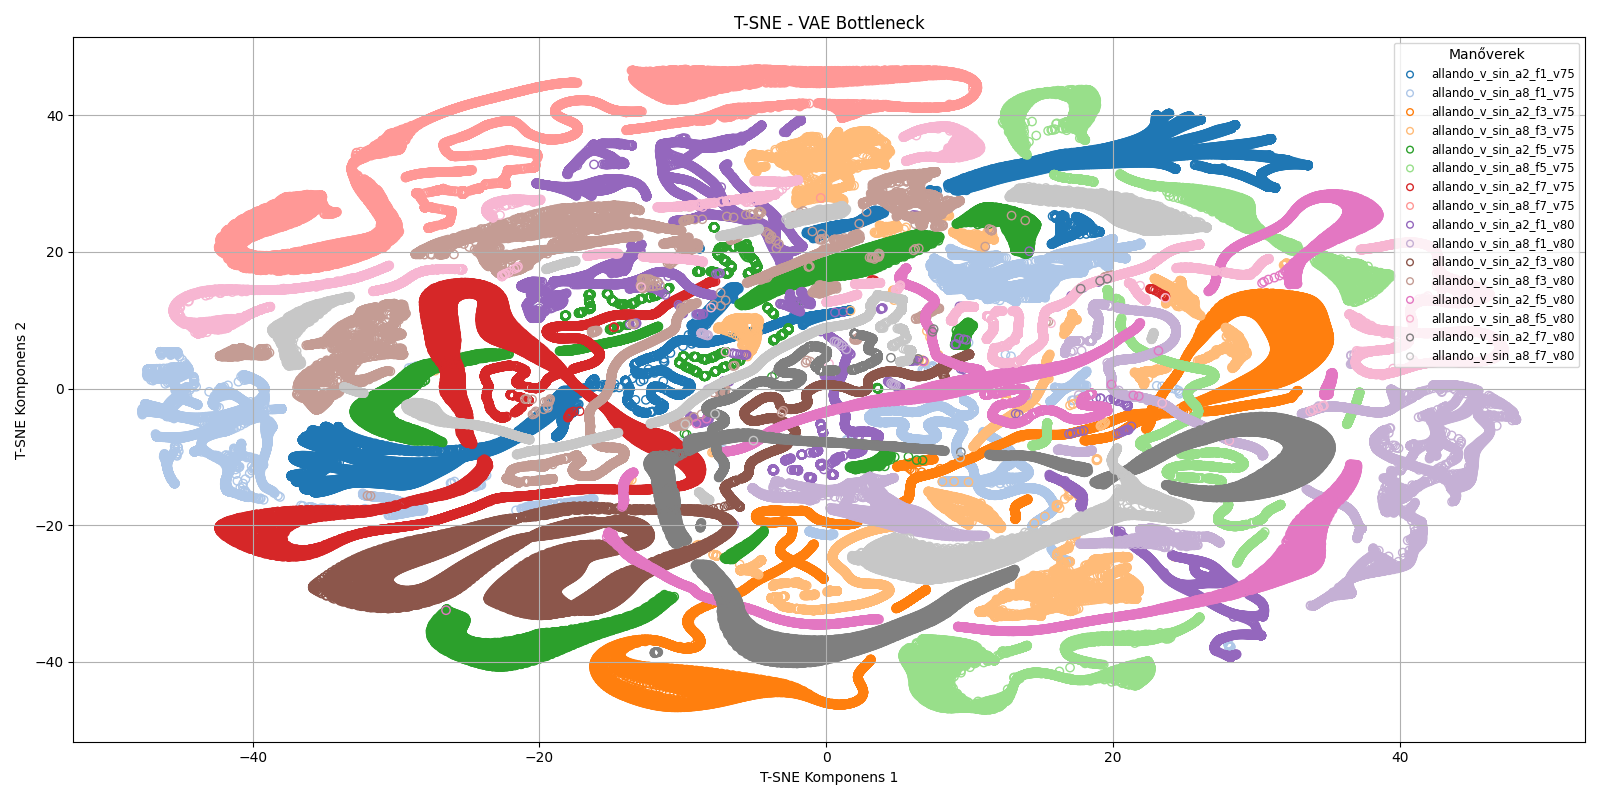 T-SNE - VAE Bottleneck
Manőverek
allando_v_sin_a2_f1_v75
allando_v_sin_a8_f1_v75
allando_v_sin_a2_f3_v75
allando_v_sin_a8_f3_v75
allando_v_sin_a2_f5_v75
allando_v_sin_a8_f5_v75
allando_v_sin_a2_f7_v75
allando_v_sin_a8_f7_v75
allando_v_sin_a2_f1_v80
allando_v_sin_a8_f1_v80
allando_v_sin_a2_f3_v80
allando_v_sin_a8_f3_v80
allando_v_sin_a2_f5_v80
allando_v_sin_a8_f5_v80
allando_v_sin_a2_f7_v80
allando_v_sin_a8_f7_v80
T-SNE Komponens 2
40
20
0
−20
−40
−40 −20 0 20 40
T-SNE Komponens 1